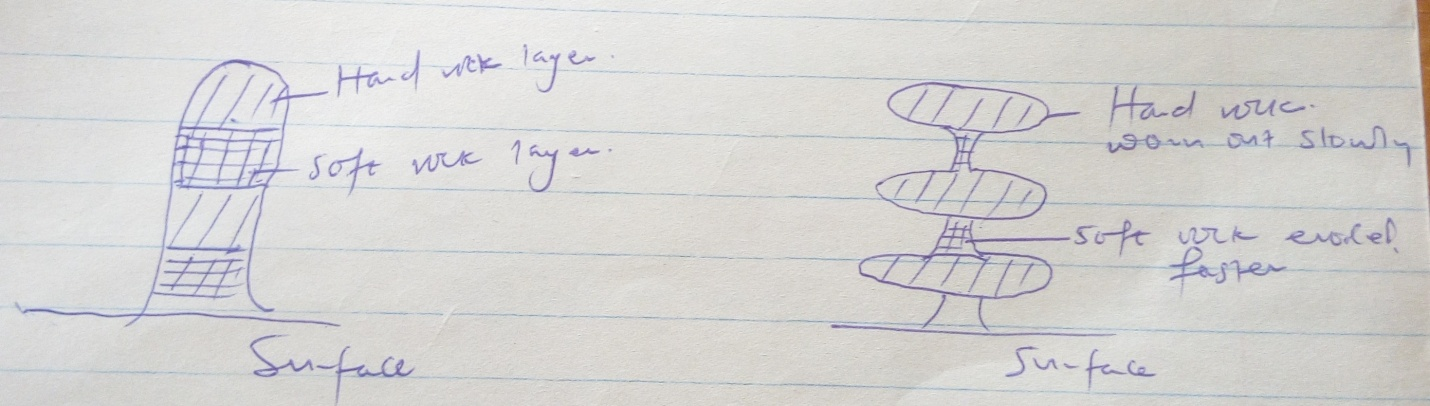 Hard rock layer.
soft rock layer.
Surface
Hard rock.
worn out slowly
soft rock eroded
faster
Surface